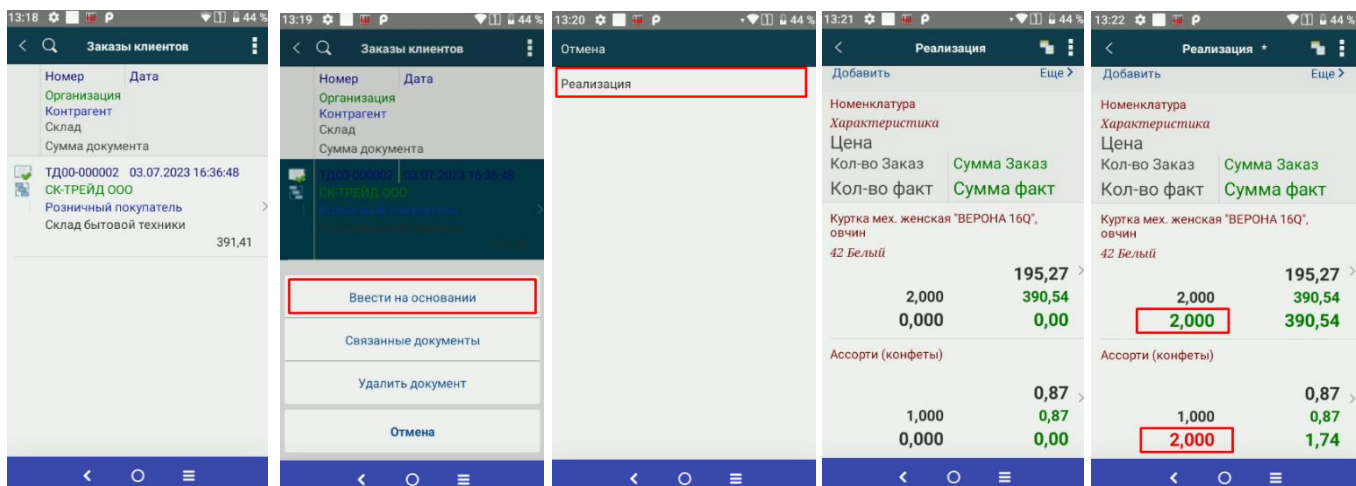 13:18 44 %
Заказы клиентов
Номер Дата
Организация
Контрагент
Склад
Сумма документа
ТД00-000002 03.07.2023 16:36:48
СК-ТРЕЙД ООО
Розничный покупатель
Склад бытовой техники
391,41
13:19 44 %
Заказы клиентов
Номер Дата
Организация
Контрагент
Склад
Сумма документа
ТД00-000002 03.07.2023 16:36:48
СК-ТРЕЙД ООО
Розничный покупатель
Ввести на основании
Связанные документы
Удалить документ
Отмена
13:20 44 %
Отмена
Реализация
13:21 44 %
Реализация
Добавить Еще >
Номенклатура
Характеристика
Цена
Кол-во Заказ Сумма Заказ
Кол-во факт Сумма факт
Куртка мех. женская "ВЕРОНА 16Q",
овчин
42 Белый
195,27
2,000 390,54
0,000 0,00
Ассорти (конфеты)
0,87
1,000 0,87
0,000 0,00
13:22 44 %
Реализация *
Добавить Еще >
Номенклатура
Характеристика
Цена
Кол-во Заказ Сумма Заказ
Кол-во факт Сумма факт
Куртка мех. женская "ВЕРОНА 16Q",
овчин
42 Белый
195,27
2,000 390,54
2,000 390,54
Ассорти (конфеты)
0,87
1,000 0,87
2,000 1,74